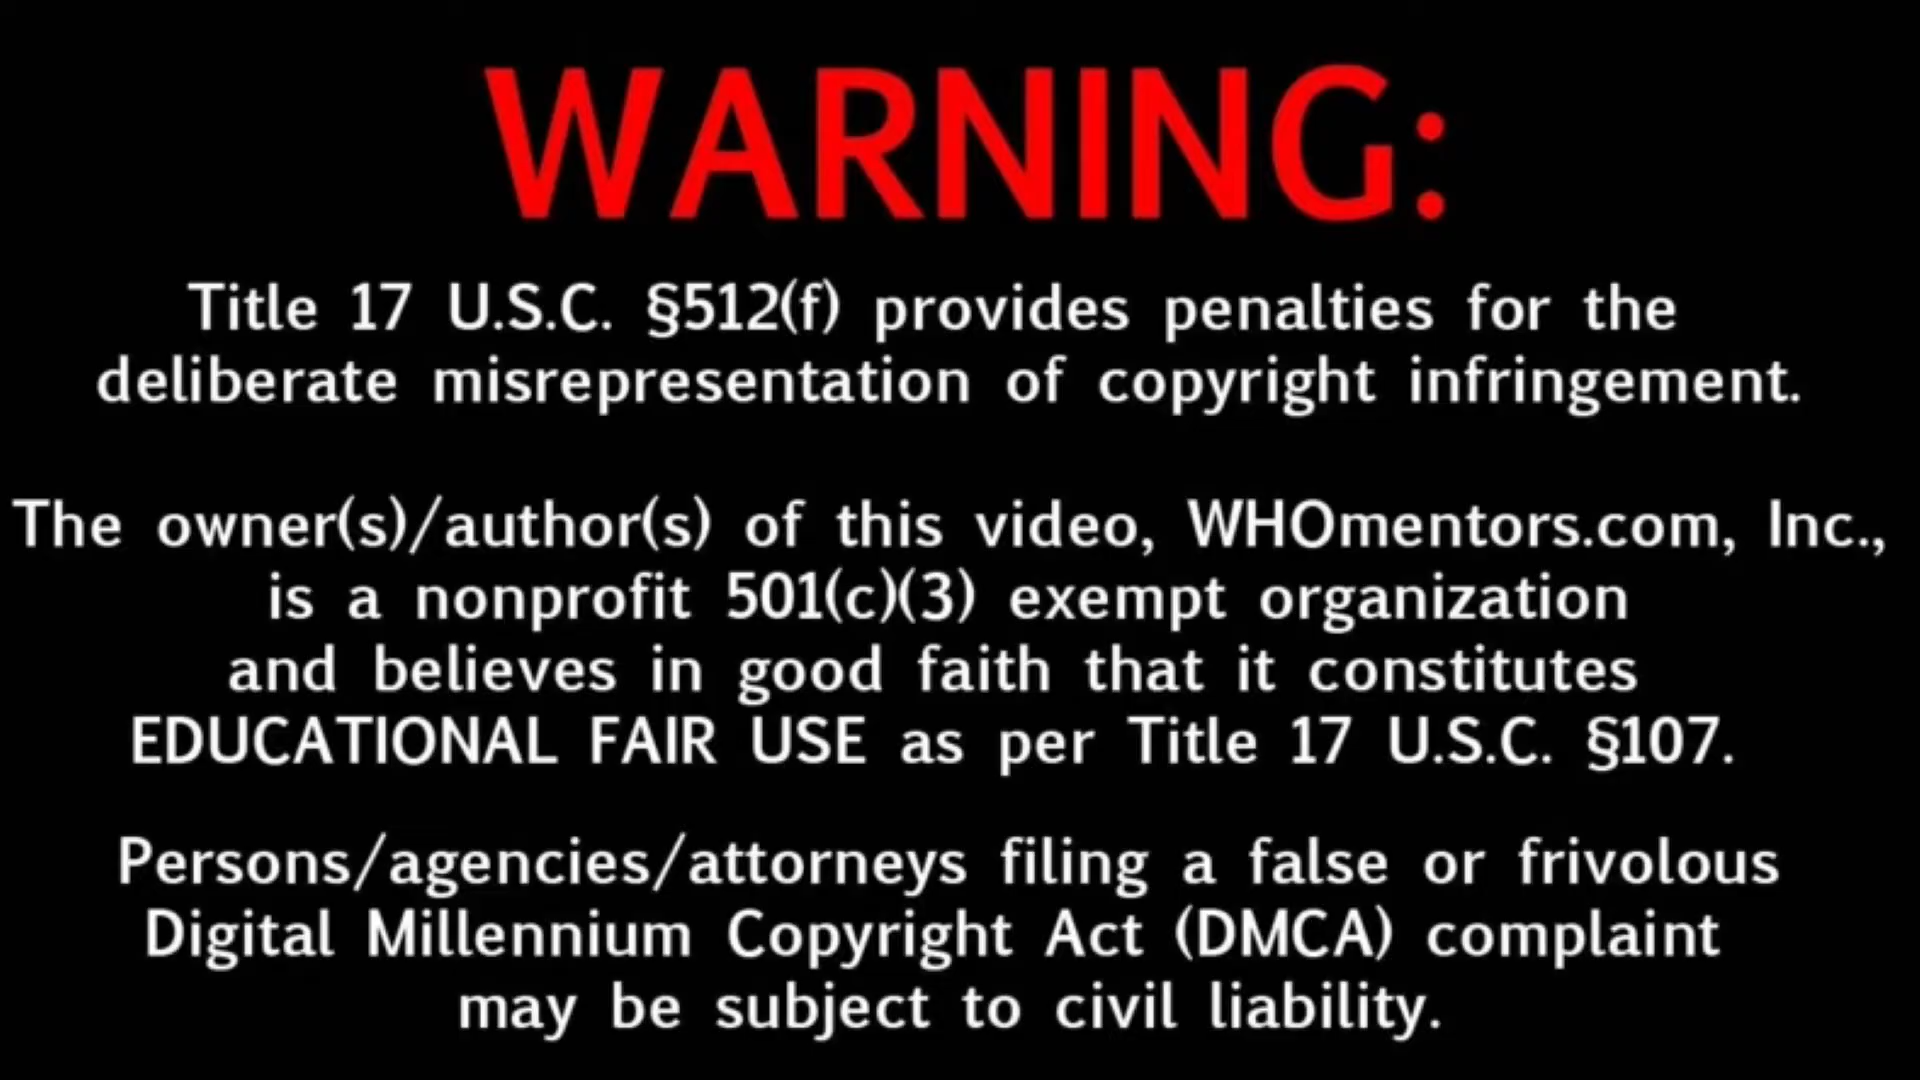 WARNING:
Title 17 U.S.C. §512(f) provides penalties for the
deliberate misrepresentation of copyright infringement.
The owner(s)/author(s) of this video, WHOmentors.com, Inc.,
is a nonprofit 501(c)(3) exempt organization
and believes in good faith that it constitutes
EDUCATIONAL FAIR USE as per Title 17 U.S.C. §107.
Persons/agencies/attorneys filing a false or frivolous
Digital Millennium Copyright Act (DMCA) complaint
may be subject to civil liability.